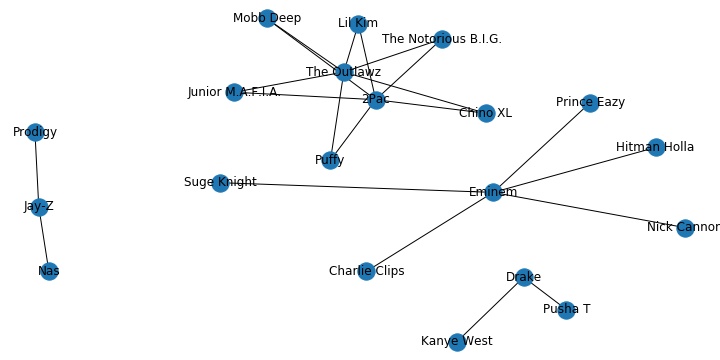 Mobb Deep
Lil Kim
The Notorious B.I.G.
The Outlawz
Junior M.A.F.I.A.
2Pac
Prince Eazy
Chino XL
Prodigy
Hitman Holla
Puffy
Suge Knight
Eminem
Jay-Z
Nick Cannon
Nas
Charlie Clips
Drake
Pusha T
Kanye West